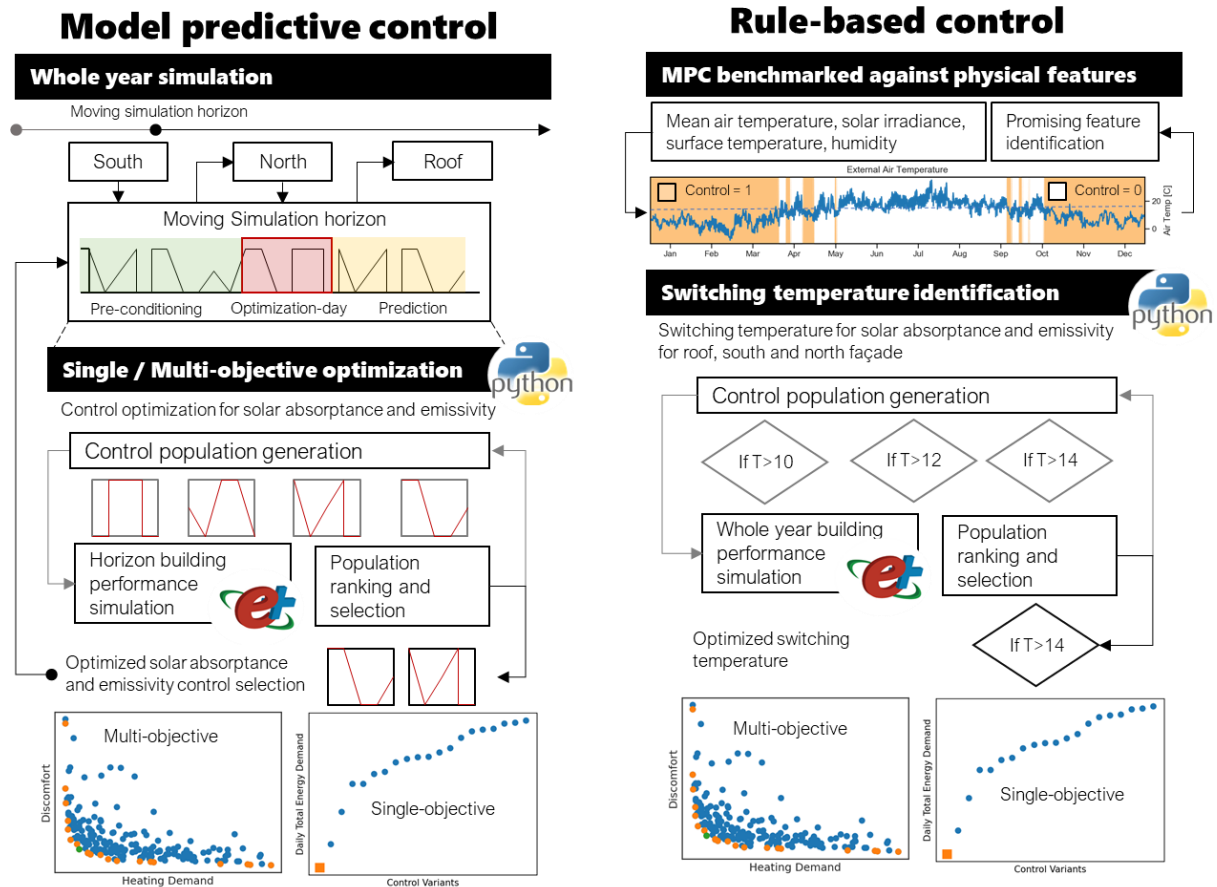 Model predictive control
Whole year simulation
Moving simulation horizon
South
North
Roof
Moving Simulation horizon
Pre-conditioning
Optimization-day
Prediction
Single / Multi-objective optimization
python
Control optimization for solar absorptance and emissivity
Control population generation
Horizon building
performance
simulation
e+
Population
ranking and
selection
Optimized solar absorptance
and emissivity control selection
Multi-objective
Discomfort
Heating Demand
Single-objective
Daily Total Energy Demand
Control Variants
Rule-based control
MPC benchmarked against physical features
Mean air temperature, solar irradiance,
surface temperature, humidity
Promising feature
identification
External Air Temperature
Control = 1
Control = 0
20
0
Air Temp [C]
Jan
Feb
Mar
Apr
May
Jun
Jul
Aug
Sep
Oct
Nov
Dec
Switching temperature identification
python
Switching temperature for solar absorptance and emissivity
for roof, south and north façade
Control population generation
If T>10
If T>12
If T>14
Whole year building
performance
simulation
e+
Population
ranking and
selection
Optimized switching
temperature
If T>14
Multi-objective
Discomfort
Heating Demand
Single-objective
Daily Total Energy Demand
Control Variants